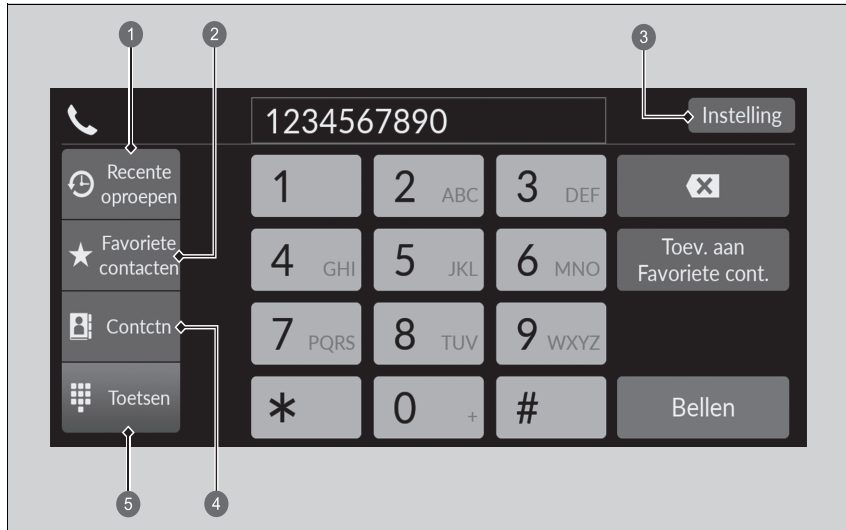 1
2
3
1234567890
Instelling
Recente
oproepen
Favoriete
contacten
Contctn
Toetsen
1
2 ABC
3 DEF
4 GHI
5 JKL
6 MNO
Toev. aan
Favoriete cont.
7 PQRS
8 TUV
9 WXYZ
*
0 +
#
Bellen
5
4